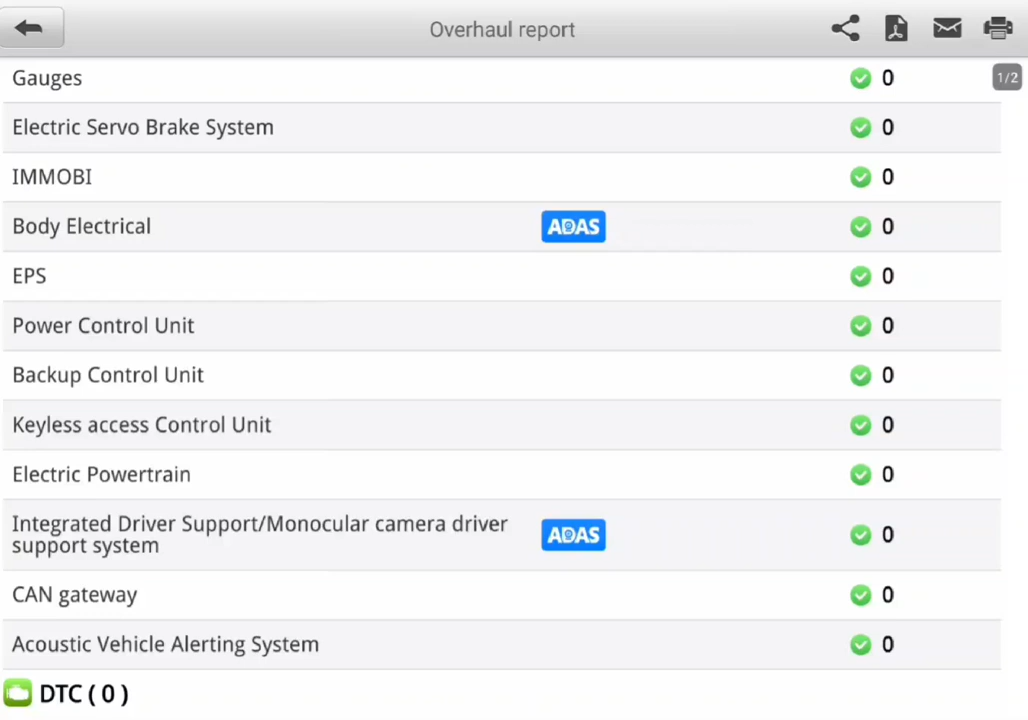 Overhaul report
Gauges 0
1/2
Electric Servo Brake System 0
IMMOBI 0
Body Electrical ADAS 0
EPS 0
Power Control Unit 0
Backup Control Unit 0
Keyless access Control Unit 0
Electric Powertrain 0
Integrated Driver Support/Monocular camera driver
support system ADAS 0
CAN gateway 0
Acoustic Vehicle Alerting System 0
DTC ( 0 )